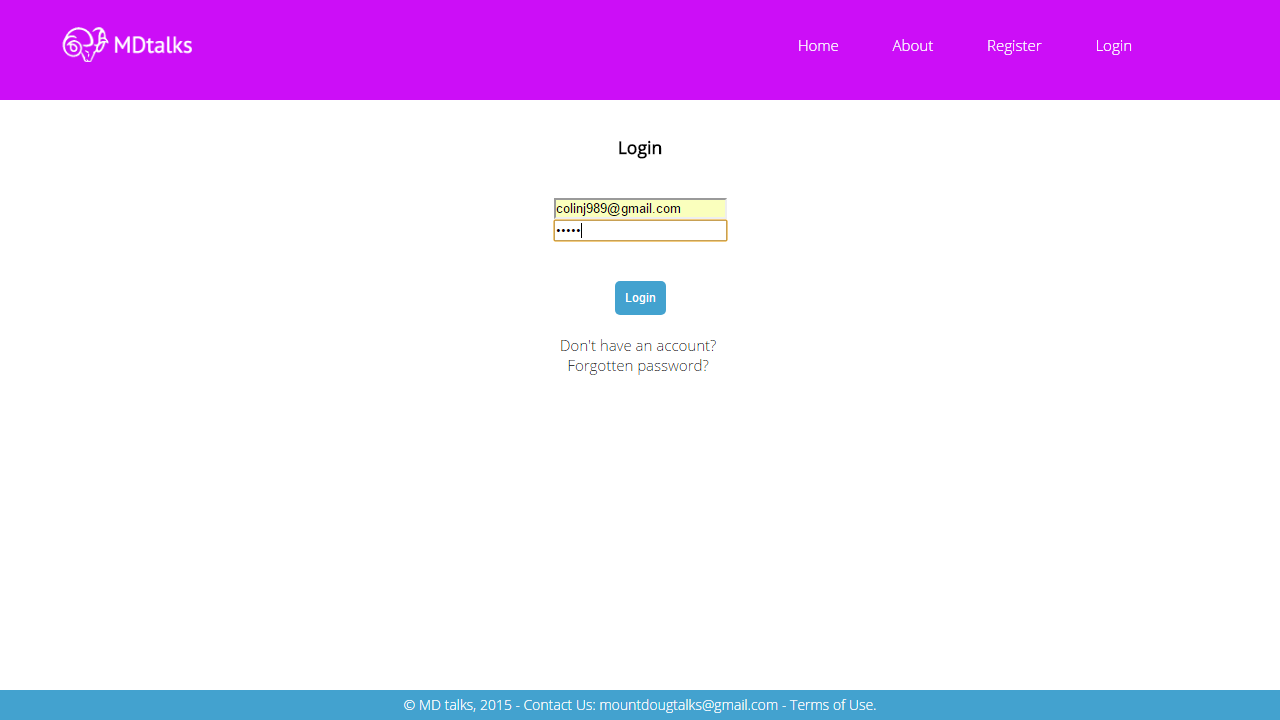 MDtalks
Home About Register Login
Login
colinj989@gmail.com
•••••
Login
Don't have an account?
Forgotten password?
© MD talks, 2015 - Contact Us: mountdougtalks@gmail.com - Terms of Use.